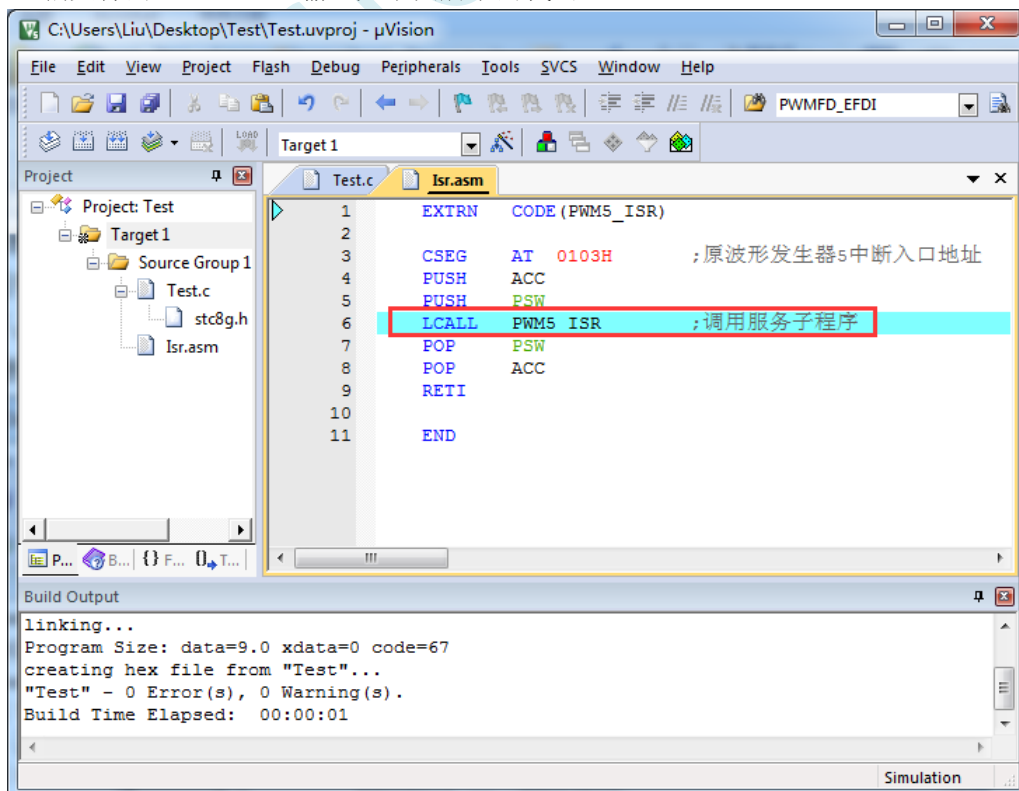 C:\Users\Liu\Desktop\Test\Test.uvproj - µVision
File Edit View Project Flash Debug Peripherals Tools SVCS Window Help
PWMFD_EFDI
LOAD Target 1
Project
Test.c Isr.asm
Project: Test
Target 1
Source Group 1
Test.c
stc8g.h
Isr.asm
1 EXTRN CODE(PWM5_ISR)
2
3 CSEG AT 0103H ;原波形发生器5中断入口地址
4 PUSH ACC
5 PUSH PSW
6 LCALL PWM5_ISR ;调用服务子程序
7 POP PSW
8 POP ACC
9 RETI
10
11 END
P... B... {} F... 0 T...
Build Output
linking...
Program Size: data=9.0 xdata=0 code=67
creating hex file from "Test"...
"Test" - 0 Error(s), 0 Warning(s).
Build Time Elapsed: 00:00:01
Simulation